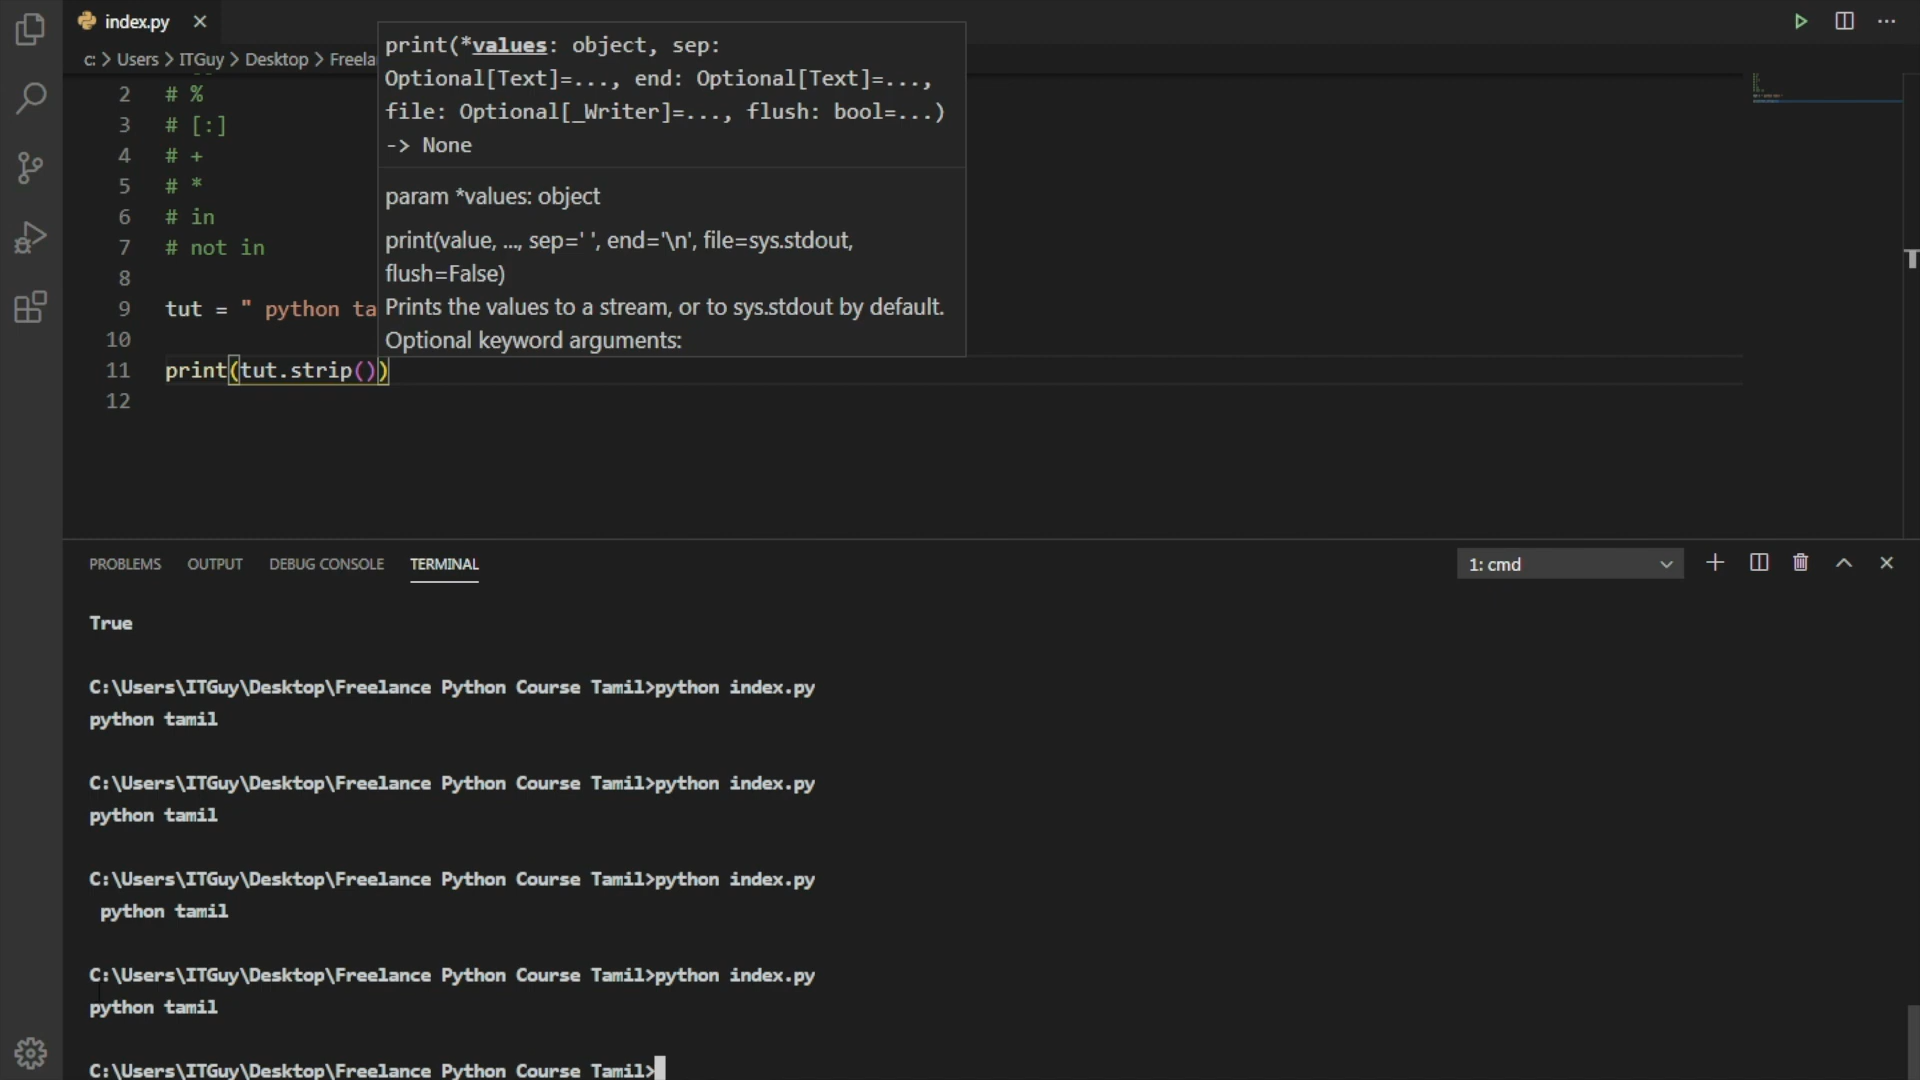 index.py
c: > Users > ITGuy > Desktop > Freela
print(*values: object, sep:
Optional[Text]=..., end: Optional[Text]=...,
file: Optional[_Writer]=..., flush: bool=...)
-> None
param *values: object
print(value, ..., sep=' ', end='\n', file=sys.stdout,
flush=False)
Prints the values to a stream, or to sys.stdout by default.
Optional keyword arguments:
2 # %
3 # [:]
4 # +
5 # *
6 # in
7 # not in
8
9 tut = " python ta
10
11 print(tut.strip())
12
PROBLEMS OUTPUT DEBUG CONSOLE TERMINAL 1: cmd
True
C:\Users\ITGuy\Desktop\Freelance Python Course Tamil>python index.py
python tamil
C:\Users\ITGuy\Desktop\Freelance Python Course Tamil>python index.py
python tamil
C:\Users\ITGuy\Desktop\Freelance Python Course Tamil>python index.py
 python tamil
C:\Users\ITGuy\Desktop\Freelance Python Course Tamil>python index.py
python tamil
C:\Users\ITGuy\Desktop\Freelance Python Course Tamil>